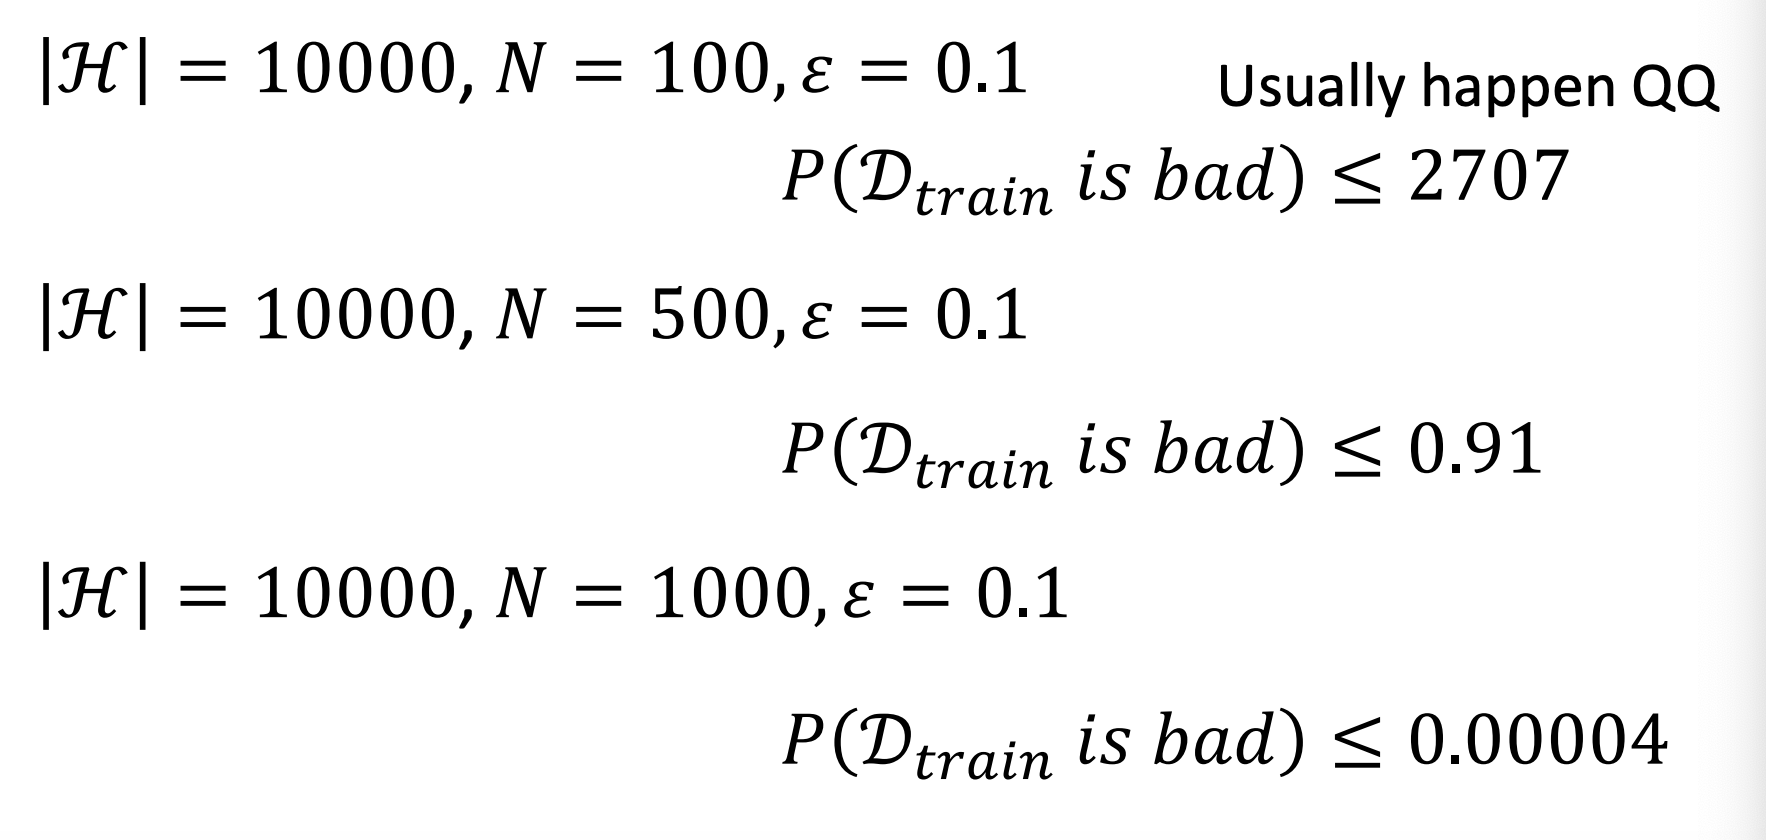 |ℋ| = 10000, N = 100, ε = 0.1
Usually happen QQ
P(𝒟train is bad) ≤ 2707
|ℋ| = 10000, N = 500, ε = 0.1
P(𝒟train is bad) ≤ 0.91
|ℋ| = 10000, N = 1000, ε = 0.1
P(𝒟train is bad) ≤ 0.00004